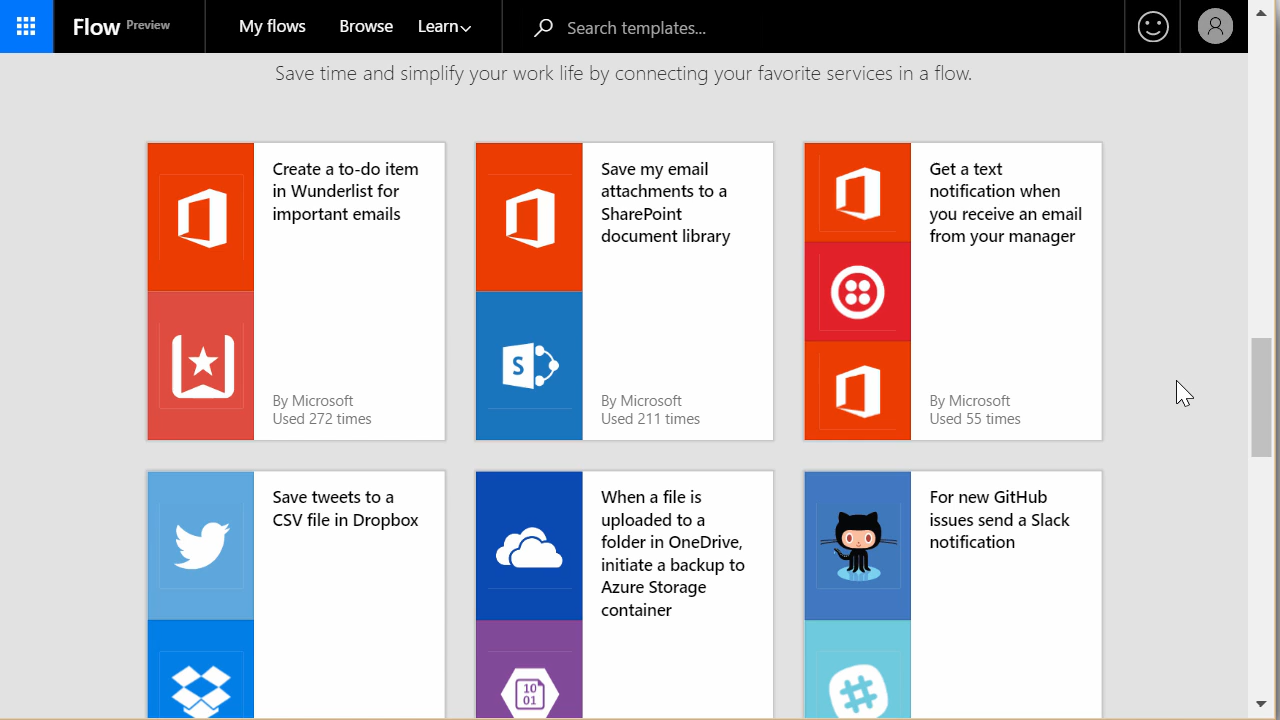 Flow Preview
My flows
Browse
Learn
Search templates...
Save time and simplify your work life by connecting your favorite services in a flow.
Create a to-do item
in Wunderlist for
important emails
By Microsoft
Used 272 times
Save my email
attachments to a
SharePoint
document library
S
By Microsoft
Used 211 times
Get a text
notification when
you receive an email
from your manager
By Microsoft
Used 55 times
Save tweets to a
CSV file in Dropbox
When a file is
uploaded to a
folder in OneDrive,
initiate a backup to
Azure Storage
container
10
01
For new GitHub
issues send a Slack
notification